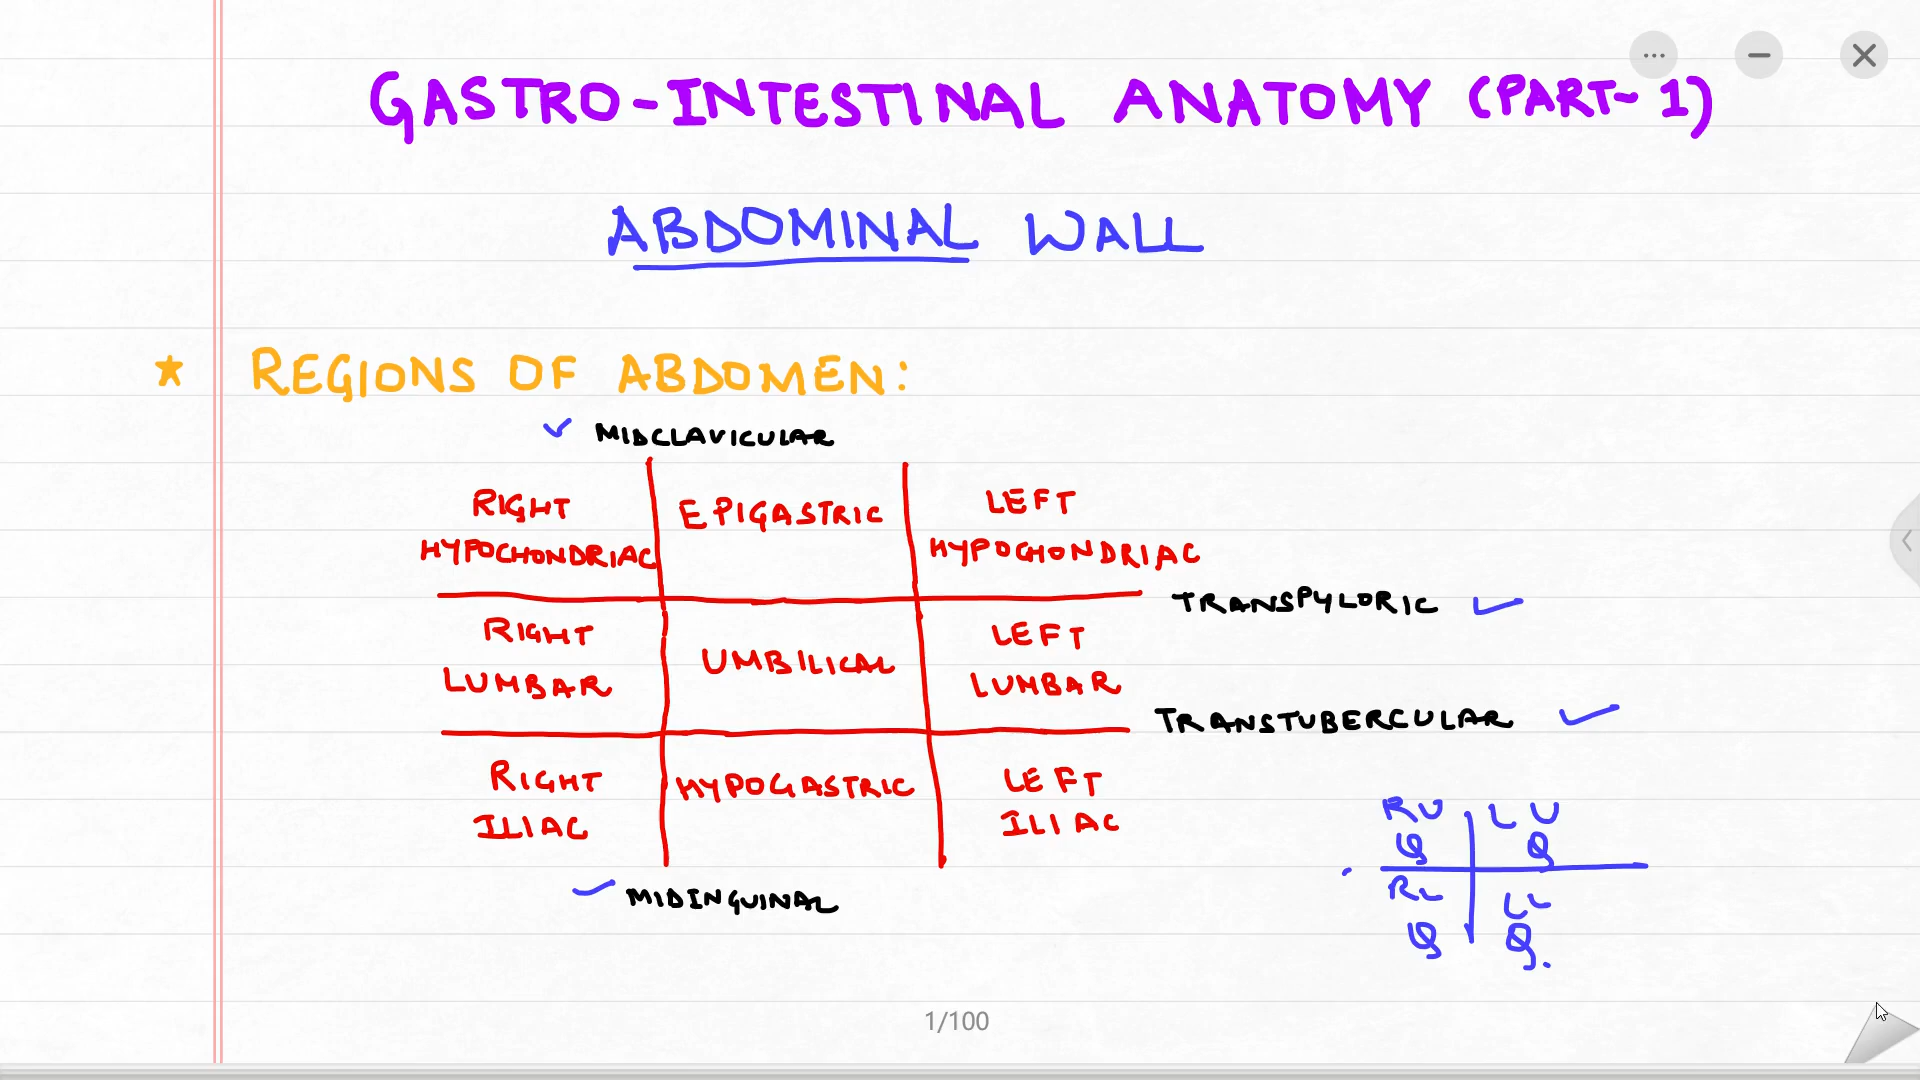 GASTRO-INTESTINAL ANATOMY (PART-1)
ABDOMINAL WALL
* REGIONS OF ABDOMEN:
✓ MIDCLAVICULAR
RIGHT HYPOCHONDRIAC
EPIGASTRIC
LEFT HYPOCHONDRIAC
TRANSPYLORIC ✓
RIGHT LUMBAR
UMBILICAL
LEFT LUMBAR
TRANSTUBERCULAR ✓
RIGHT ILIAC
HYPOGASTRIC
LEFT ILIAC
✓ MIDINGUINAL
RU Q
LU Q
RL Q
LL Q.
1/100